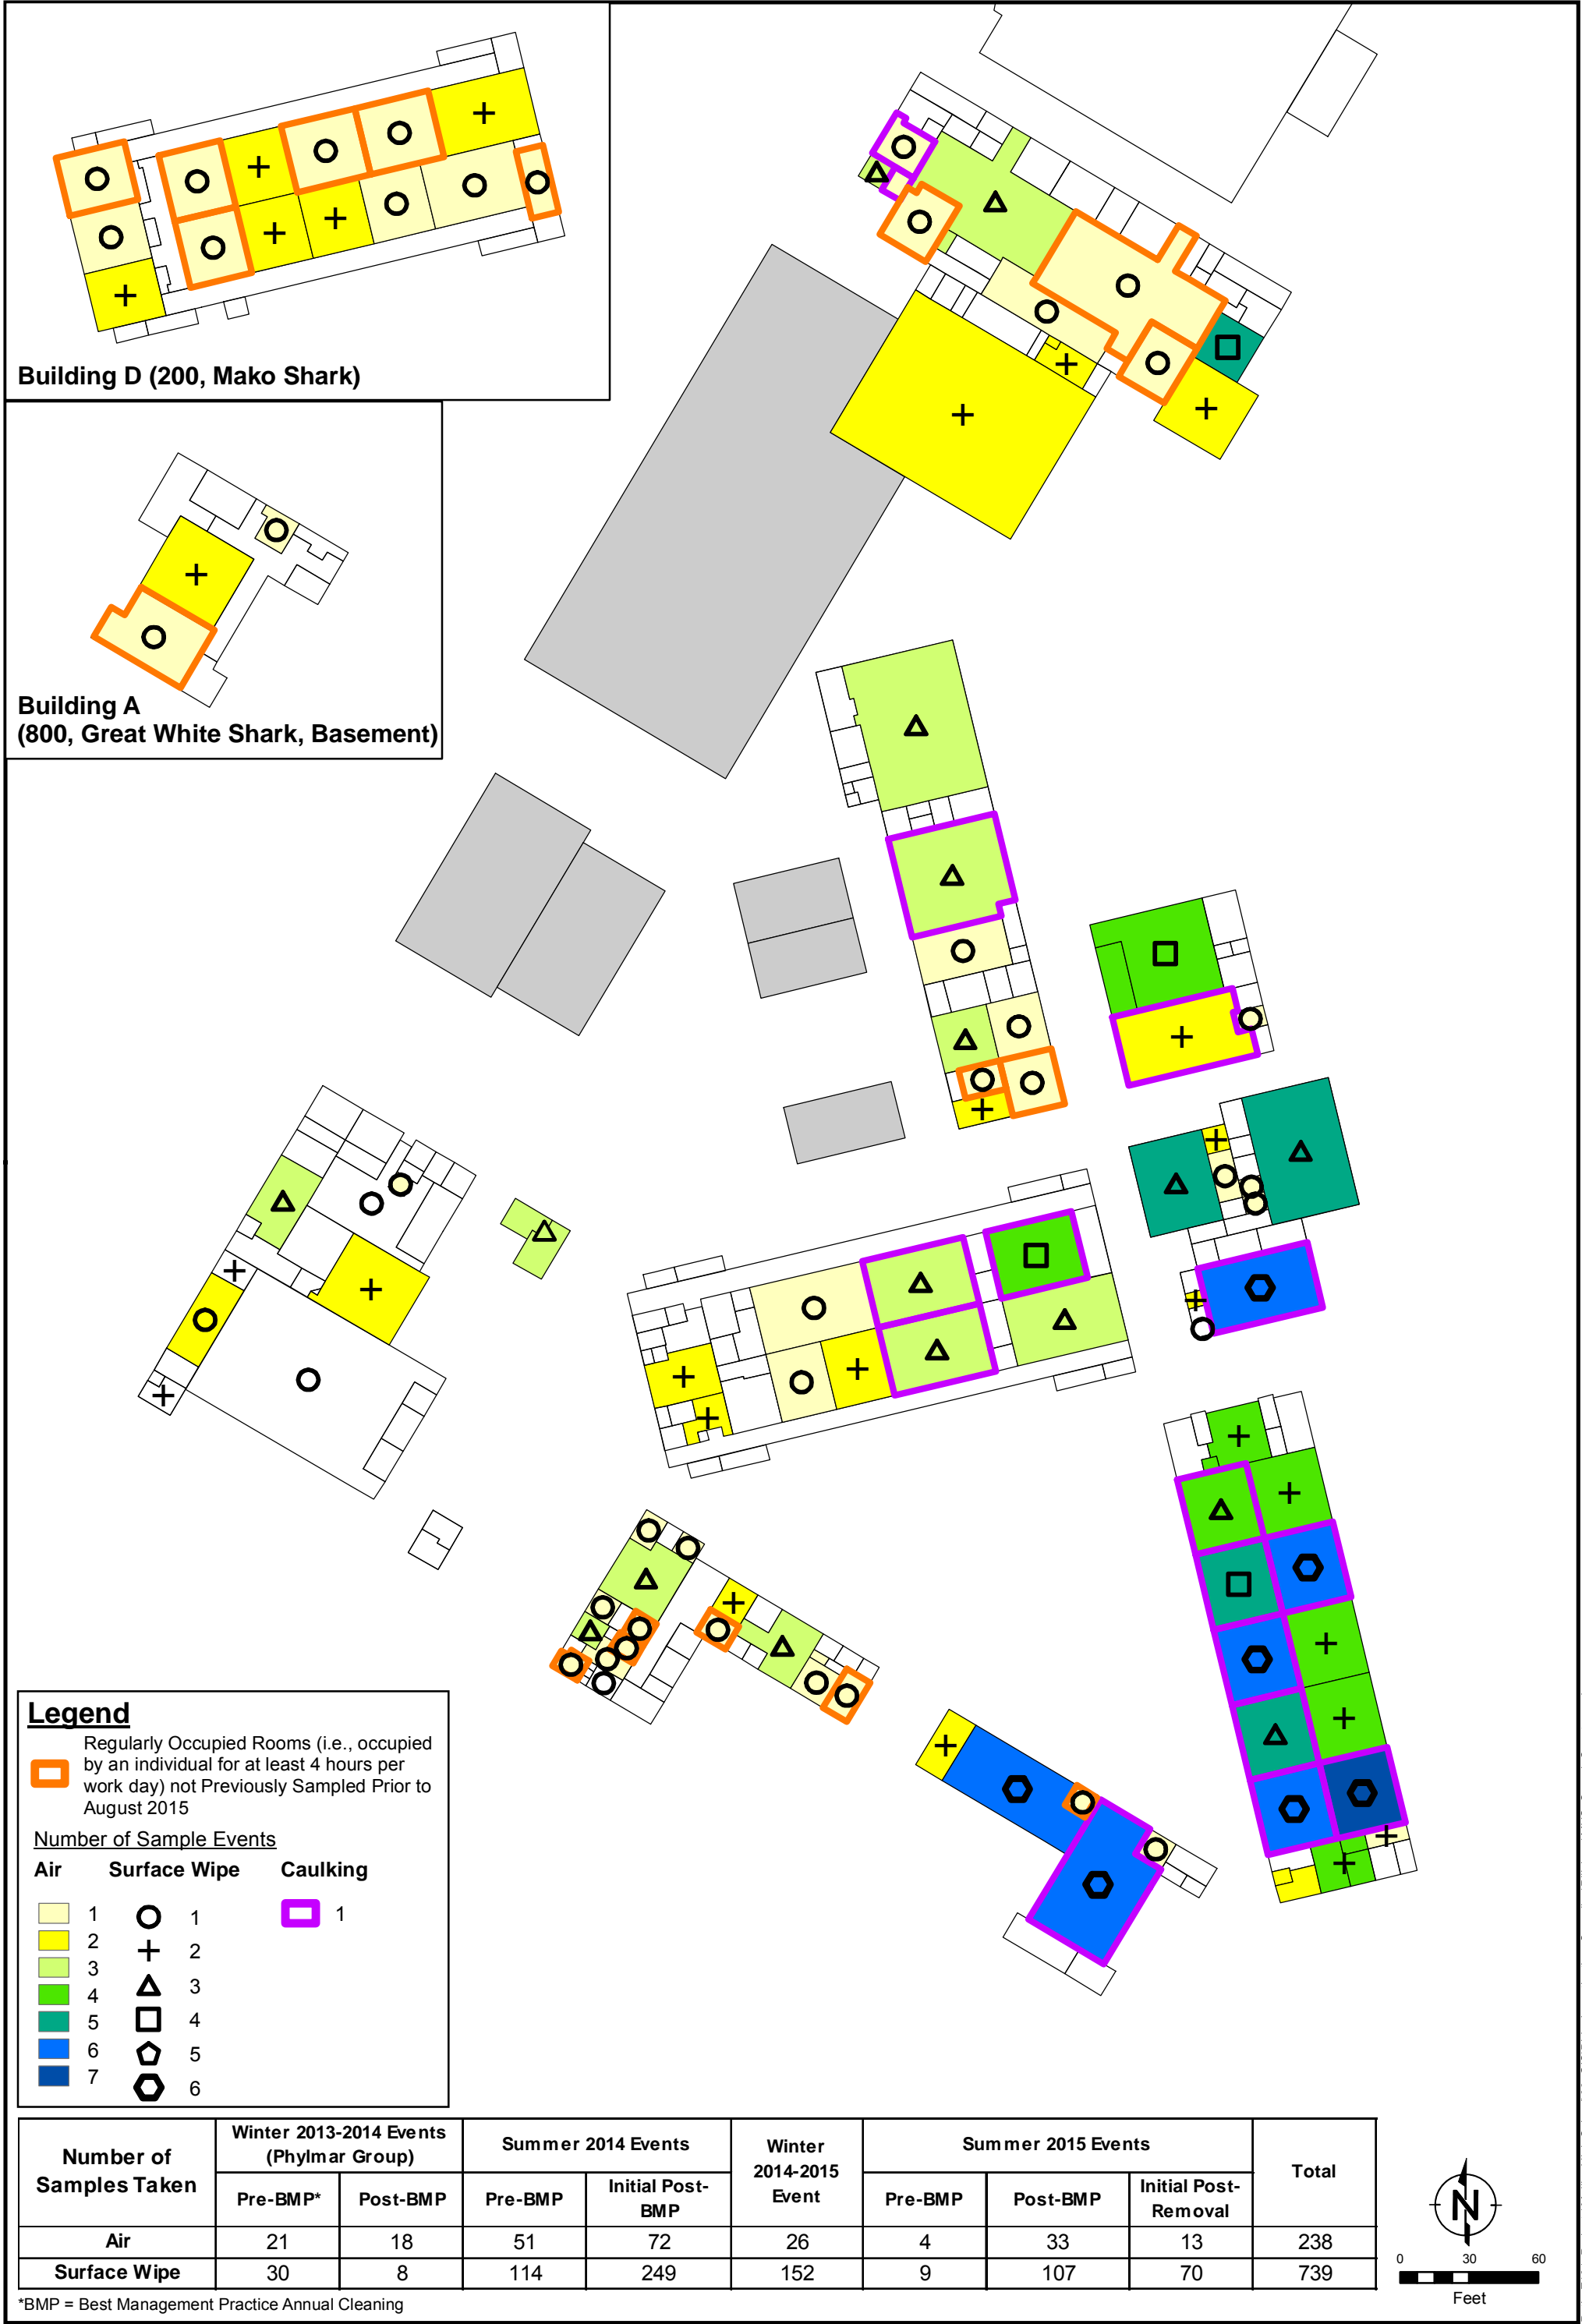 Building D (200, Mako Shark)
Building A
(800, Great White Shark, Basement)
Legend
Regularly Occupied Rooms (i.e., occupied
by an individual for at least 4 hours per
work day) not Previously Sampled Prior to
August 2015
Number of Sample Events
Air Surface Wipe Caulking
1 1 1
2 2
3 3
4 4
5 5
6 6
7
Number of Samples Taken | Winter 2013-2014 Events (Phylmar Group) | Summer 2014 Events | Winter 2014-2015 Event | Summer 2015 Events | Total
Pre-BMP* | Post-BMP | Pre-BMP | Initial Post-BMP | Pre-BMP | Post-BMP | Initial Post-Removal
Air | 21 | 18 | 51 | 72 | 26 | 4 | 33 | 13 | 238
Surface Wipe | 30 | 8 | 114 | 249 | 152 | 9 | 107 | 70 | 739
*BMP = Best Management Practice Annual Cleaning
N
0 30 60
Feet